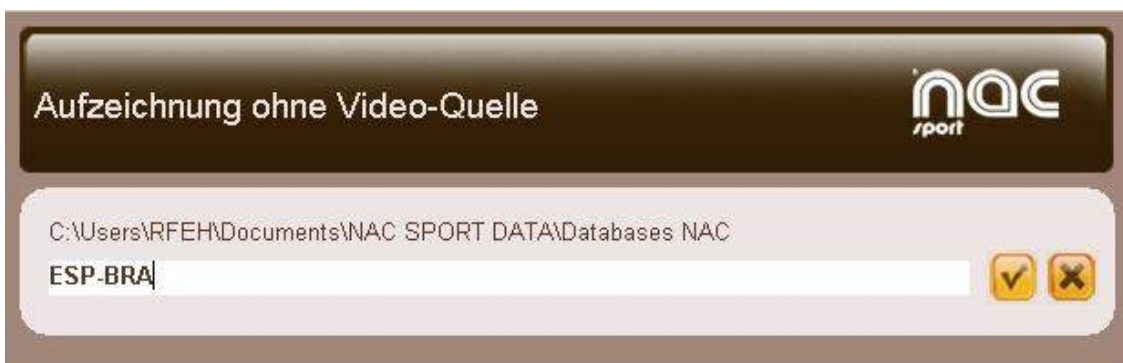 Aufzeichnung ohne Video-Quelle
nac
sport
C:\Users\RFEH\Documents\NAC SPORT DATA\Databases NAC
ESP-BRA